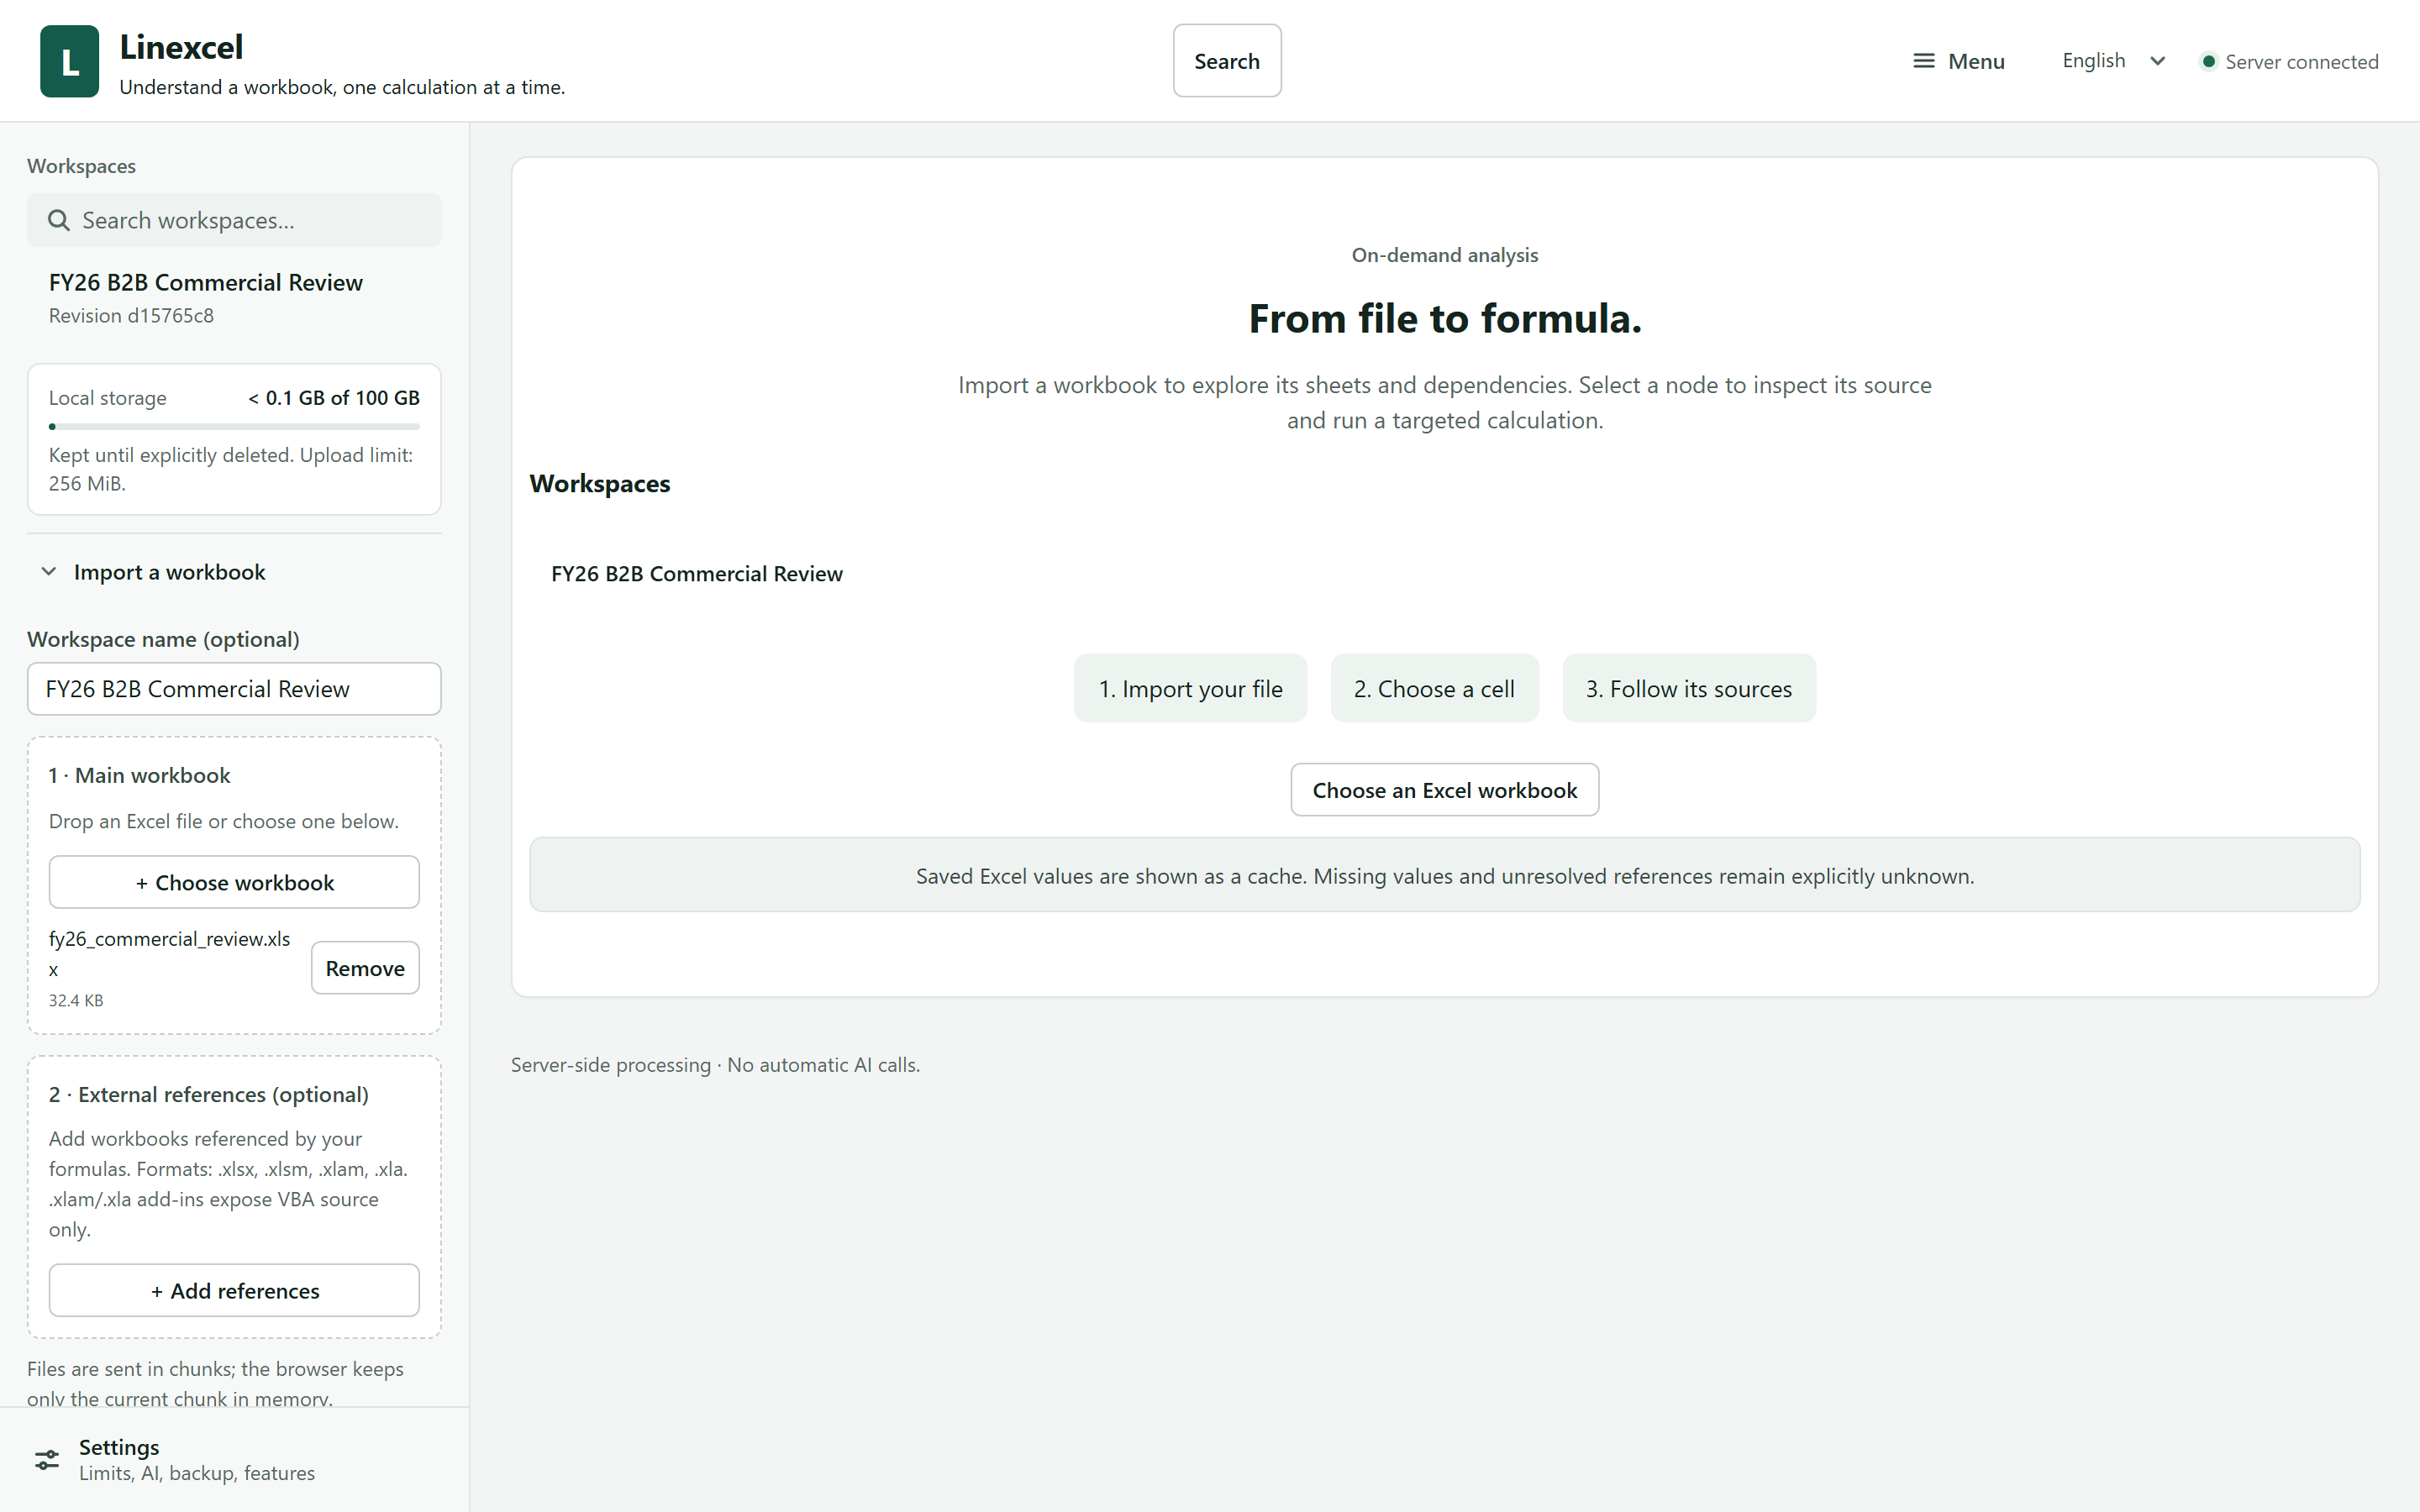 L
Linexcel
Understand a workbook, one calculation at a time.
Search
Menu
English
Server connected
Workspaces
Search workspaces...
FY26 B2B Commercial Review
Revision d15765c8
Local storage
< 0.1 GB of 100 GB
Kept until explicitly deleted. Upload limit:
256 MiB.
Import a workbook
Workspace name (optional)
FY26 B2B Commercial Review
1 · Main workbook
Drop an Excel file or choose one below.
+ Choose workbook
fy26_commercial_review.xls
x
32.4 KB
Remove
2 · External references (optional)
Add workbooks referenced by your
formulas. Formats: .xlsx, .xlsm, .xlam, .xla.
.xlam/.xla add-ins expose VBA source
only.
+ Add references
Files are sent in chunks; the browser keeps
only the current chunk in memory.
Settings
Limits, AI, backup, features
On-demand analysis
From file to formula.
Import a workbook to explore its sheets and dependencies. Select a node to inspect its source
and run a targeted calculation.
Workspaces
FY26 B2B Commercial Review
1. Import your file
2. Choose a cell
3. Follow its sources
Choose an Excel workbook
Saved Excel values are shown as a cache. Missing values and unresolved references remain explicitly unknown.
Server-side processing · No automatic AI calls.